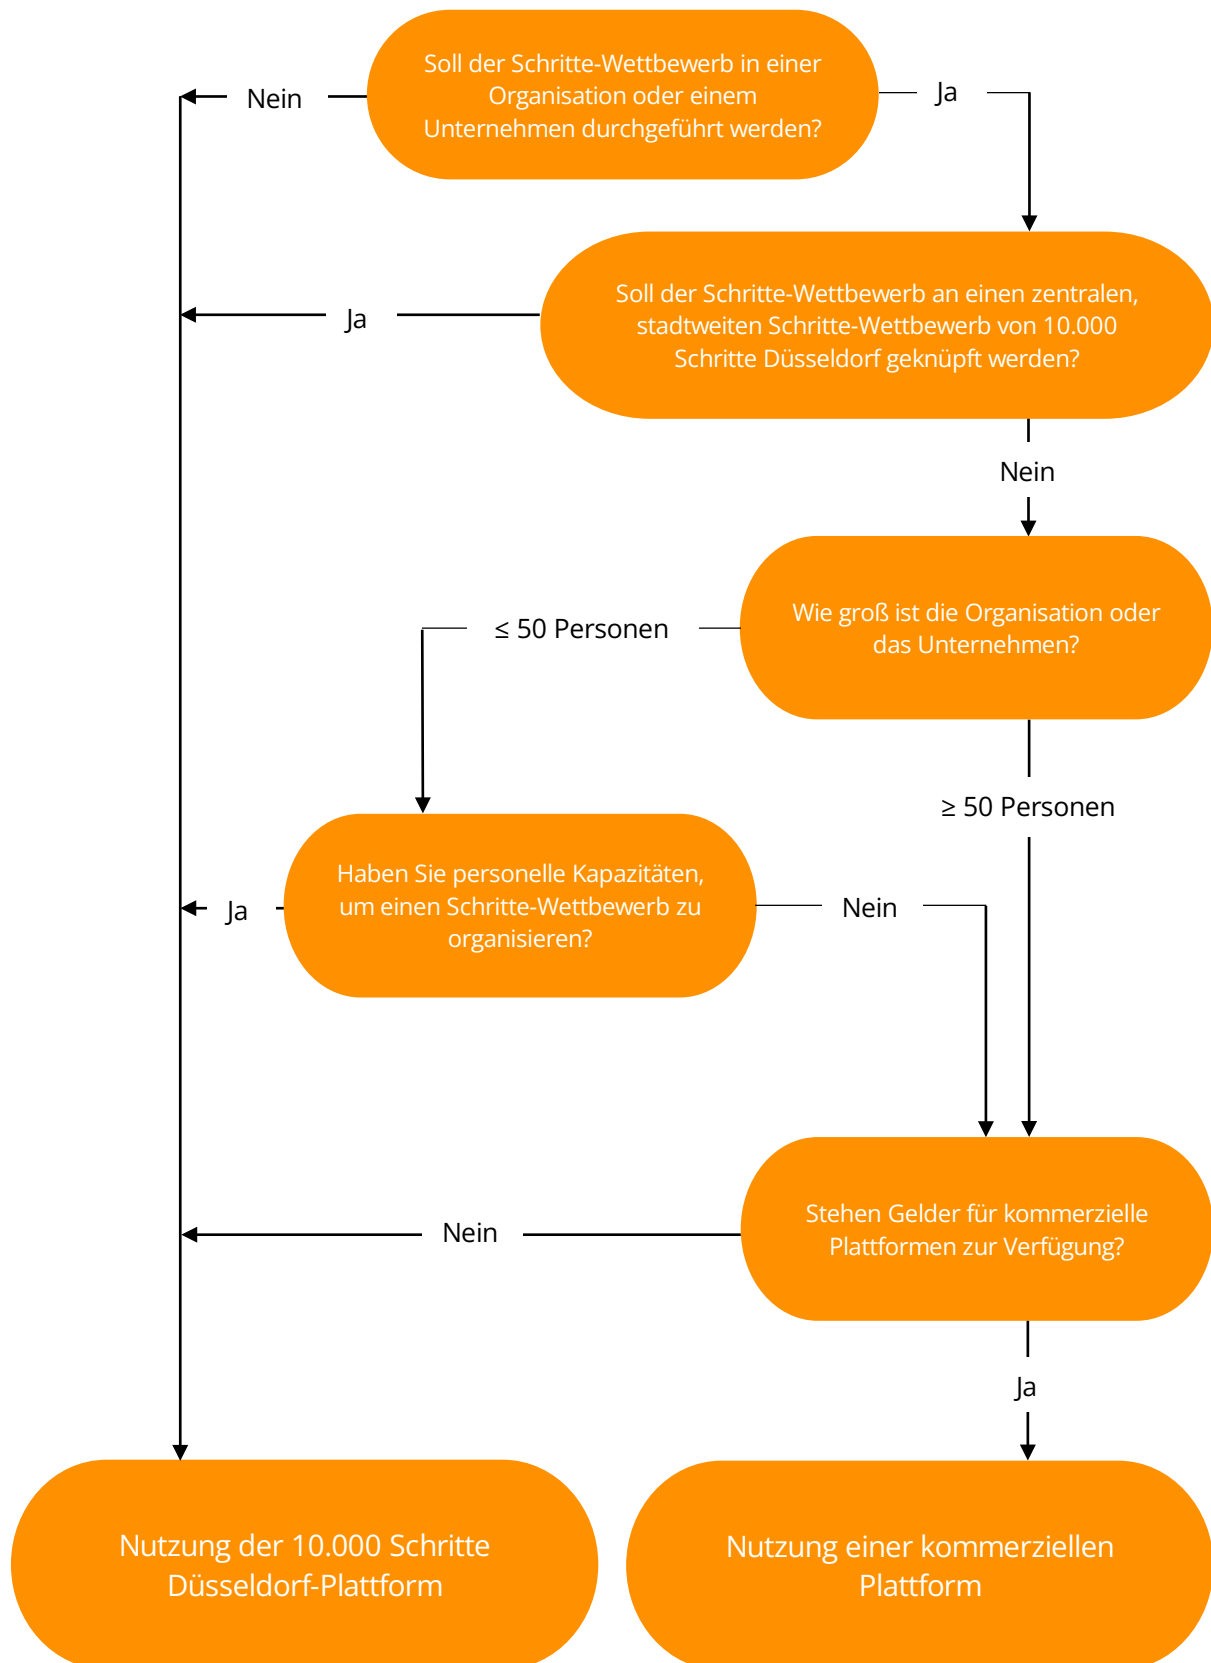 Soll der Schritte-Wettbewerb in einer
Organisation oder einem
Unternehmen durchgeführt werden?
Nein
Ja
Soll der Schritte-Wettbewerb an einen zentralen,
stadtweiten Schritte-Wettbewerb von 10.000
Schritte Düsseldorf geknüpft werden?
Ja
Nein
Wie groß ist die Organisation oder
das Unternehmen?
≤ 50 Personen
≥ 50 Personen
Haben Sie personelle Kapazitäten,
um einen Schritte-Wettbewerb zu
organisieren?
Ja
Nein
Stehen Gelder für kommerzielle
Plattformen zur Verfügung?
Nein
Ja
Nutzung der 10.000 Schritte
Düsseldorf-Plattform
Nutzung einer kommerziellen
Plattform